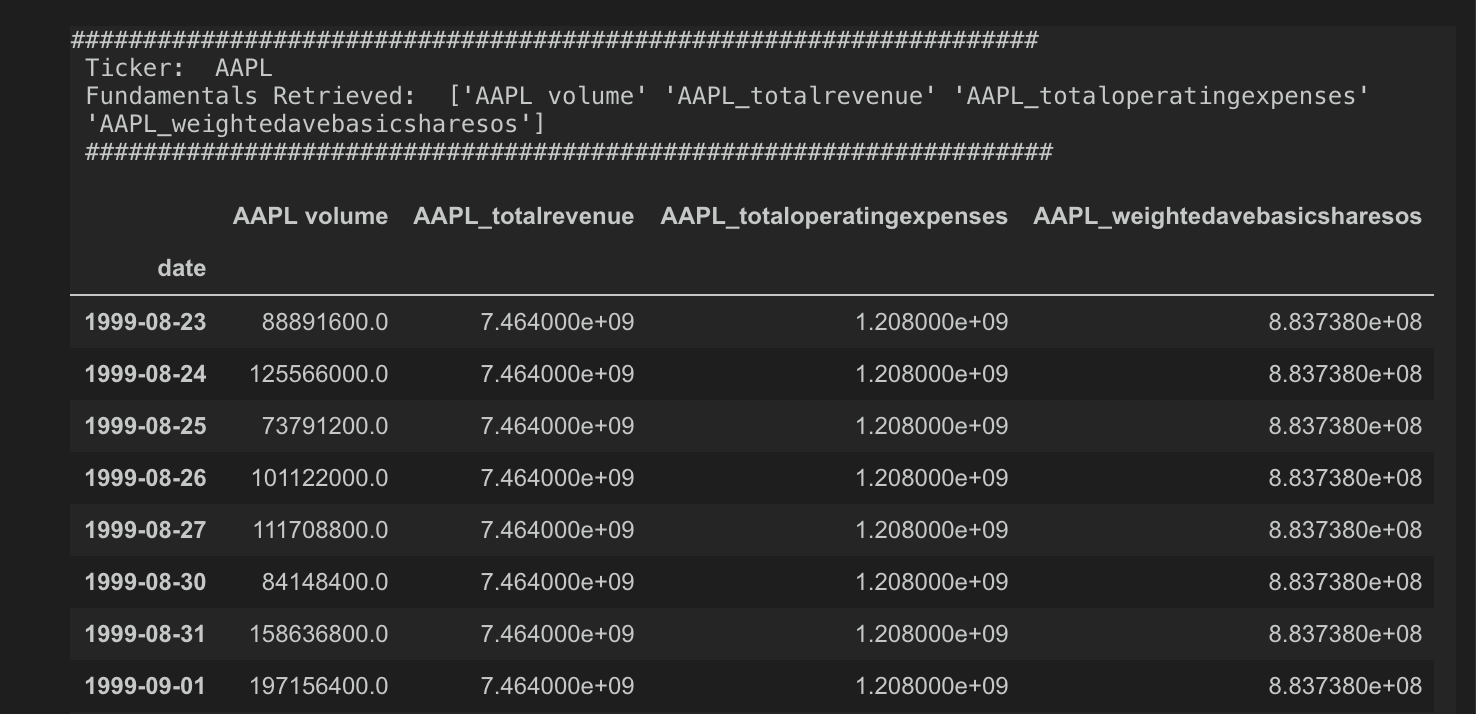 ###################################################################
Ticker:  AAPL
Fundamentals Retrieved:  ['AAPL volume' 'AAPL_totalrevenue' 'AAPL_totaloperatingexpenses'
'AAPL_weightedavebasicsharesos']
###################################################################
AAPL volume AAPL_totalrevenue AAPL_totaloperatingexpenses AAPL_weightedavebasicsharesos
date
1999-08-23 88891600.0 7.464000e+09 1.208000e+09 8.837380e+08
1999-08-24 125566000.0 7.464000e+09 1.208000e+09 8.837380e+08
1999-08-25 73791200.0 7.464000e+09 1.208000e+09 8.837380e+08
1999-08-26 101122000.0 7.464000e+09 1.208000e+09 8.837380e+08
1999-08-27 111708800.0 7.464000e+09 1.208000e+09 8.837380e+08
1999-08-30 84148400.0 7.464000e+09 1.208000e+09 8.837380e+08
1999-08-31 158636800.0 7.464000e+09 1.208000e+09 8.837380e+08
1999-09-01 197156400.0 7.464000e+09 1.208000e+09 8.837380e+08